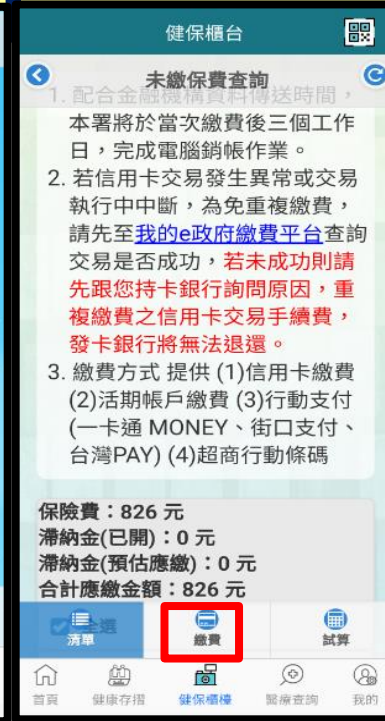 健保櫃台
未繳保費查詢
1. 配合金融機構資料傳送時間，
本署將於當次繳費後三個工作
日，完成電腦銷帳作業。
2. 若信用卡交易發生異常或交易
執行中中斷，為免重複繳費，
請先至我的e政府繳費平台查詢
交易是否成功，若未成功則請
先跟您持卡銀行詢問原因，重
複繳費之信用卡交易手續費，
發卡銀行將無法退還。
3. 繳費方式 提供 (1)信用卡繳費
(2)活期帳戶繳費 (3)行動支付
(一卡通 MONEY、街口支付、
台灣PAY) (4)超商行動條碼
保險費：826 元
滯納金(已開)：0 元
滯納金(預估應繳)：0 元
合計應繳金額：826 元
全選
清單
繳費
試算
首頁
健康存摺
健保櫃檯
醫療查詢
我的